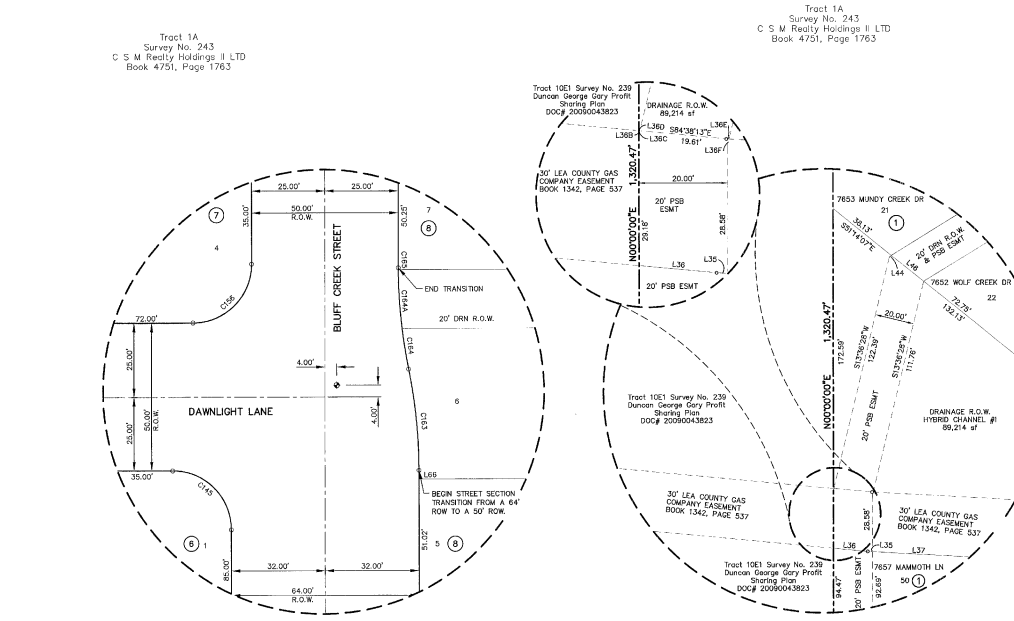 Tract 1A
Survey No. 243
C S M Realty Holdings II LTD
Book 4751, Page 1763
Tract 1A
Survey No. 243
C S M Realty Holdings II LTD
Book 4751, Page 1763
25.00'
25.00'
50.00'
R.O.W.
35.00'
50.25'
7
4
7
8
BLUFF CREEK STREET
C165
END TRANSITION
C156
C164A
72.00'
20' DRN R.O.W.
C164
25.00'
50.00'
R.O.W.
25.00'
4.00'
4.00'
DAWNLIGHT LANE
6
C163
35.00'
L66
C145
BEGIN STREET SECTION
TRANSITION FROM A 64'
ROW TO A 50' ROW.
6
1
5
8
51.02'
85.00'
32.00'
32.00'
64.00'
R.O.W.
Tract 10E1 Survey No. 239
Duncan George Gary Profit
Sharing Plan
DOC# 20090043823
DRAINAGE R.O.W.
89,214 sf
L36D
L36E
L36B
S84°38'13"E
L36C
19.61'
L36F
30' LEA COUNTY GAS
COMPANY EASEMENT
BOOK 1342, PAGE 537
20.00'
20' PSB
ESMT
N00°00'00"E
1,320.47'
29.16'
28.58'
L36
L35
20' PSB ESMT
7653 MUNDY CREEK DR
21
1
38.13'
S51°14'07"E
20' DRN R.O.W.
& PSB ESMT
L46
L44
7652 WOLF CREEK DR
22
72.75'
132.13'
20.00'
N00°00'00"E
1,320.47'
172.59'
S13°36'28"W
122.39'
S13°36'28"W
111.76'
20' PSB ESMT
Tract 10E1 Survey No. 239
Duncan George Gary Profit
Sharing Plan
DOC# 20090043823
DRAINAGE R.O.W.
HYBRID CHANNEL #1
89,214 sf
30' LEA COUNTY GAS
COMPANY EASEMENT
BOOK 1342, PAGE 537
30' LEA COUNTY GAS
COMPANY EASEMENT
BOOK 1342, PAGE 537
28.58'
L36
L35
L37
Tract 10E1 Survey No. 239
Duncan George Gary Profit
Sharing Plan
DOC# 20090043823
7657 MAMMOTH LN
50
1
94.47'
20' PSB ESMT
92.69'